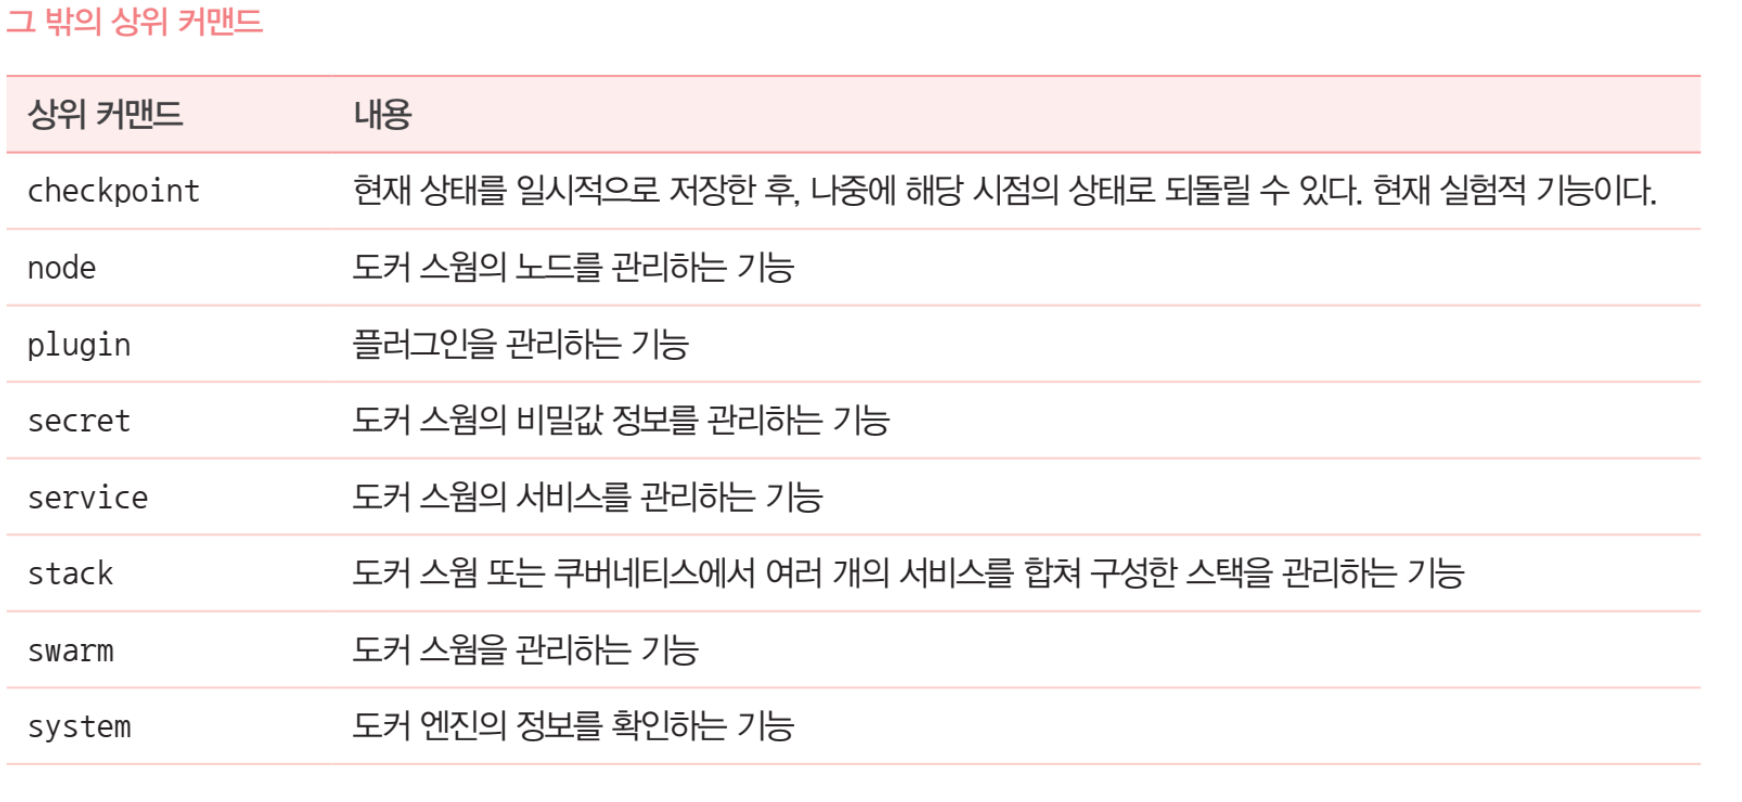 그 밖의 상위 커맨드
상위 커맨드 내용
checkpoint 현재 상태를 일시적으로 저장한 후, 나중에 해당 시점의 상태로 되돌릴 수 있다. 현재 실험적 기능이다.
node 도커 스웜의 노드를 관리하는 기능
plugin 플러그인을 관리하는 기능
secret 도커 스웜의 비밀값 정보를 관리하는 기능
service 도커 스웜의 서비스를 관리하는 기능
stack 도커 스웜 또는 쿠버네티스에서 여러 개의 서비스를 합쳐 구성한 스택을 관리하는 기능
swarm 도커 스웜을 관리하는 기능
system 도커 엔진의 정보를 확인하는 기능